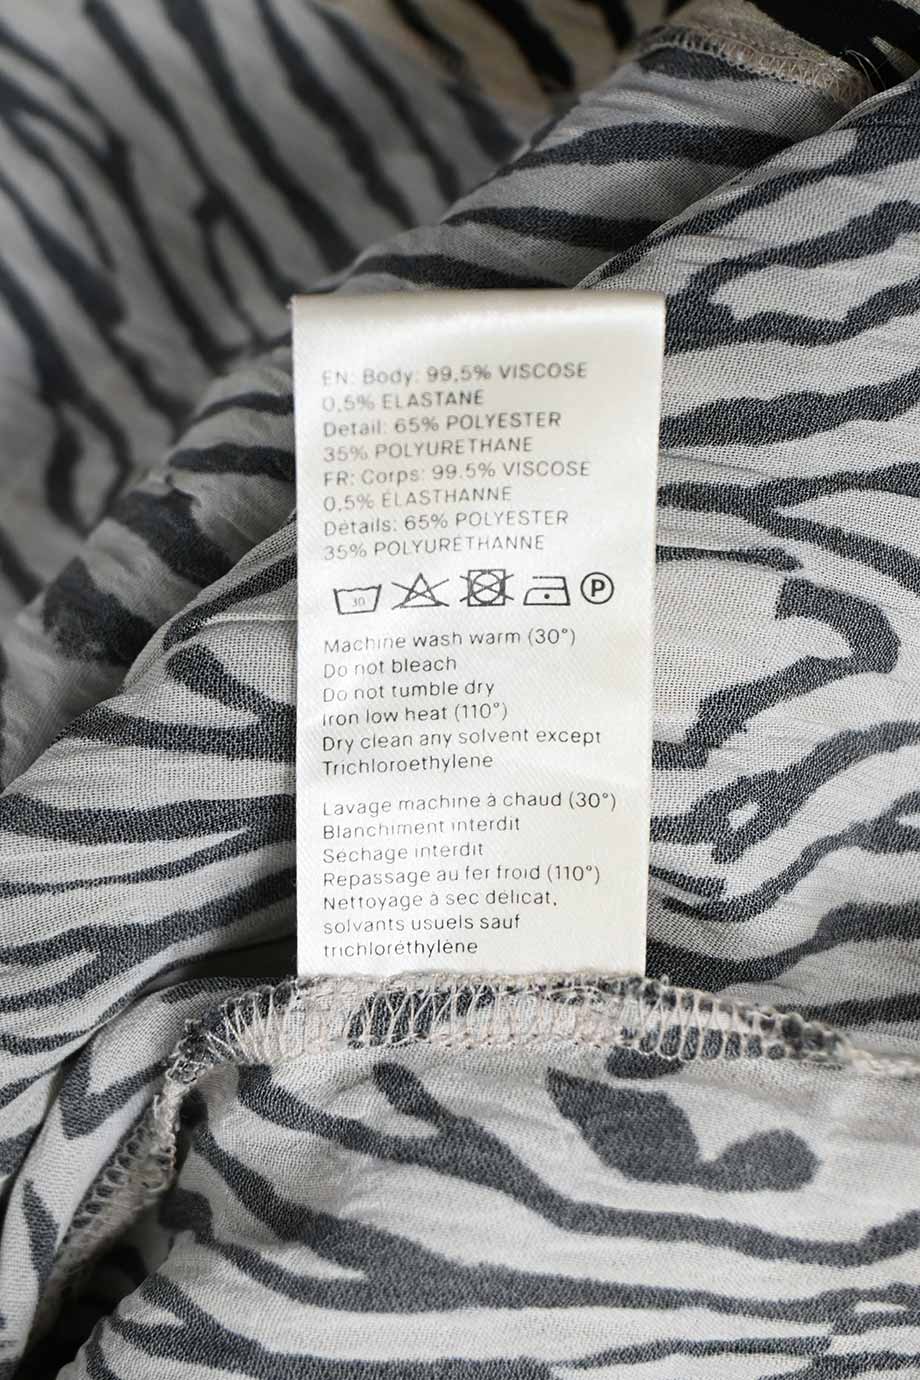 EN: Body: 99,5% VISCOSE
0,5% ELASTANE
Detail: 65% POLYESTER
35% POLYURETHANE
FR: Corps: 99.5% VISCOSE
0,5% ÉLASTHANNE
Détails: 65% POLYESTER
35% POLYURÉTHANNE
30 P
Machine wash warm (30°)
Do not bleach
Do not tumble dry
Iron low heat (110°)
Dry clean any solvent except
Trichloroethylene
Lavage machine à chaud (30°)
Blanchiment interdit
Séchage interdit
Repassage au fer froid (110°)
Nettoyage à sec délicat,
solvants usuels sauf
trichloréthylène